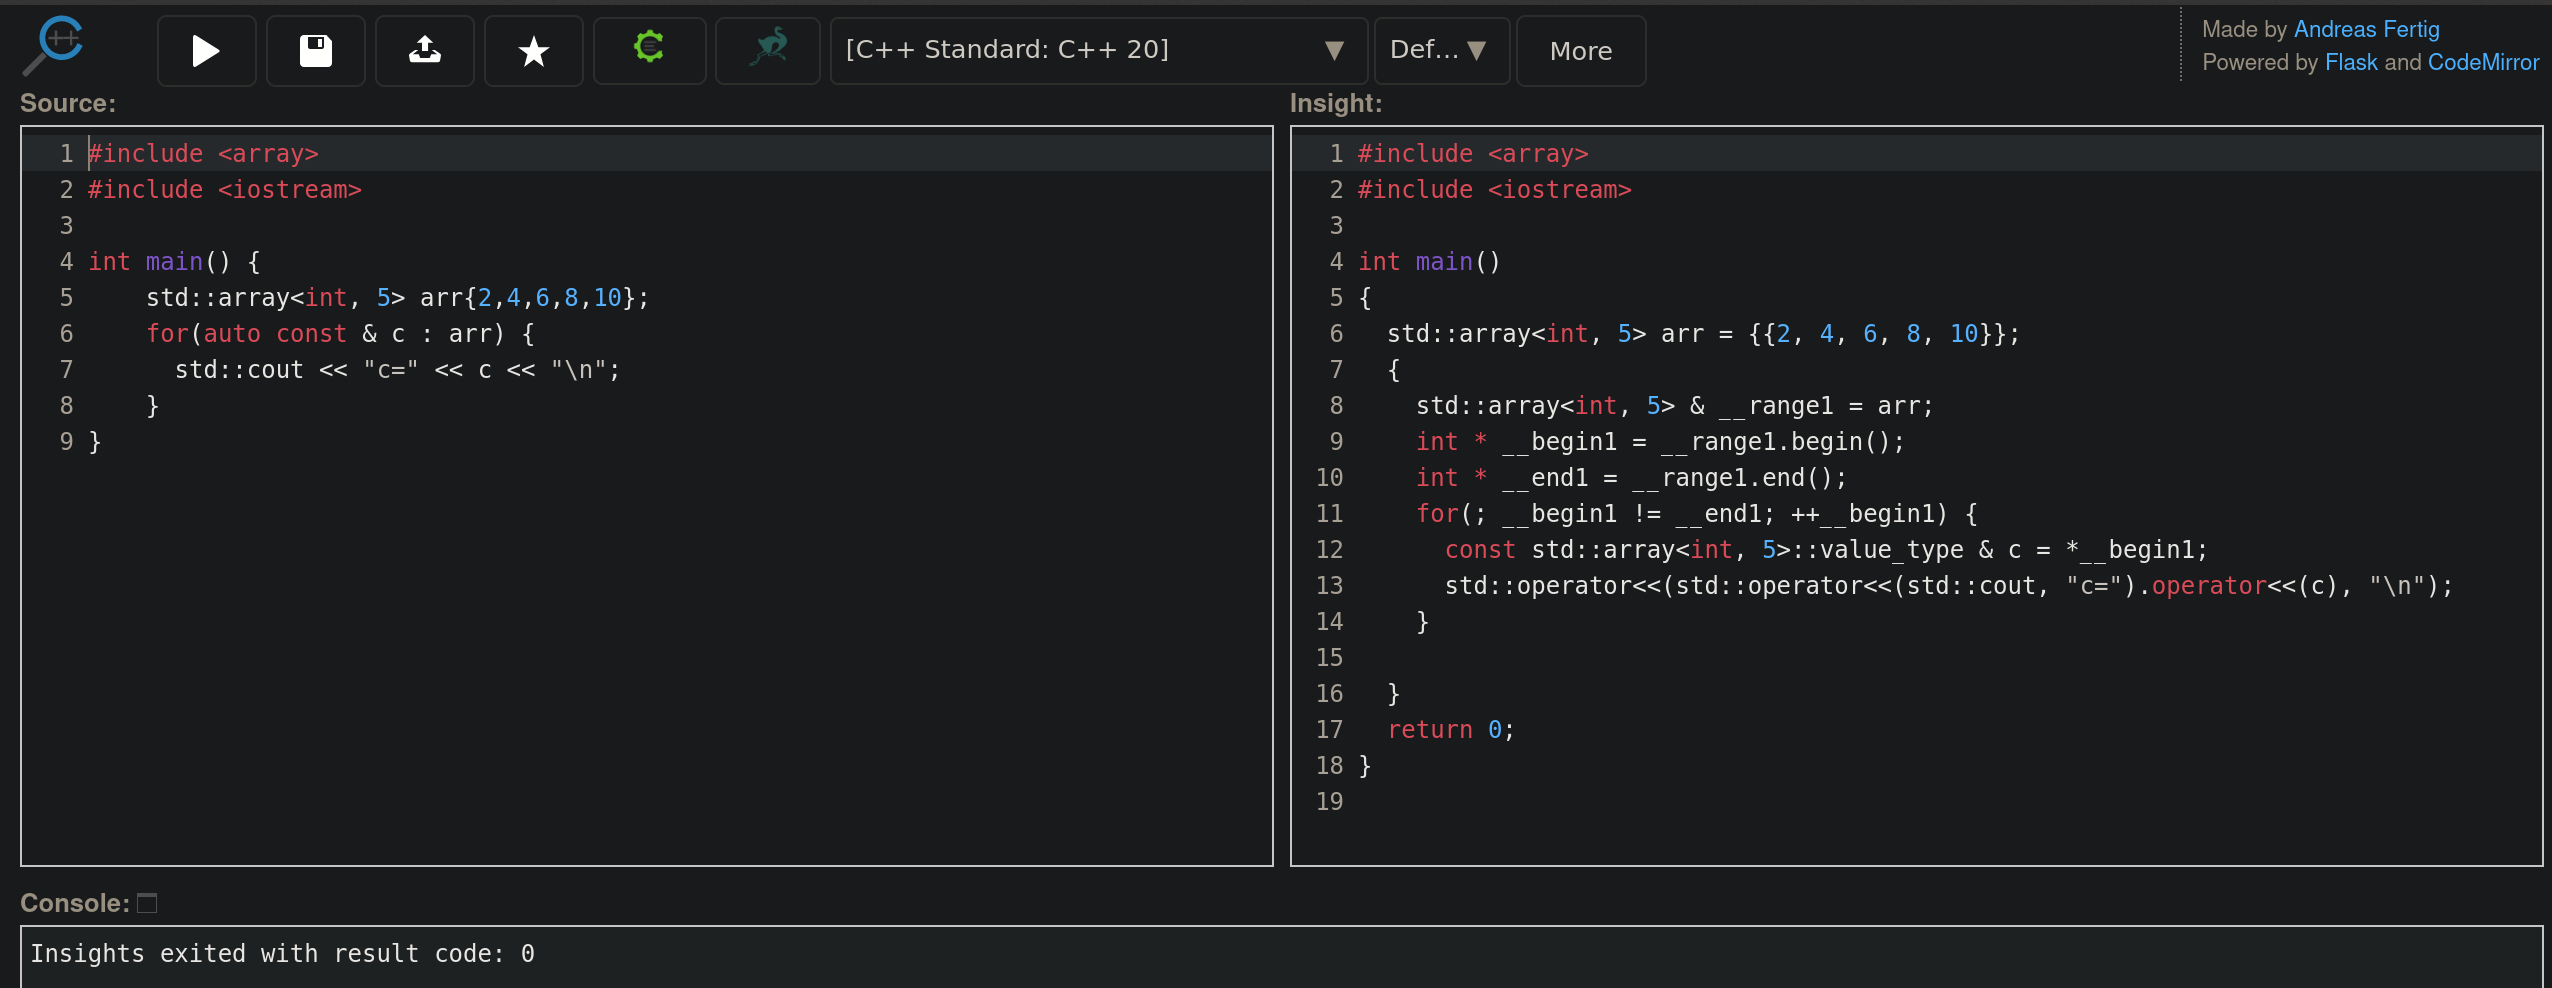 [C++ Standard: C++ 20] ▼ Def... ▼ More
Made by Andreas Fertig
Powered by Flask and CodeMirror
Source:
1 #include <array>
2 #include <iostream>
3
4 int main() {
5     std::array<int, 5> arr{2,4,6,8,10};
6     for(auto const & c : arr) {
7       std::cout << "c=" << c << "\n";
8     }
9 }
Insight:
1 #include <array>
2 #include <iostream>
3
4 int main()
5 {
6   std::array<int, 5> arr = {{2, 4, 6, 8, 10}};
7   {
8     std::array<int, 5> & __range1 = arr;
9     int * __begin1 = __range1.begin();
10     int * __end1 = __range1.end();
11     for(; __begin1 != __end1; ++__begin1) {
12       const std::array<int, 5>::value_type & c = *__begin1;
13       std::operator<<(std::operator<<(std::cout, "c=").operator<<(c), "\n");
14     }
15
16   }
17   return 0;
18 }
19
Console:
Insights exited with result code: 0